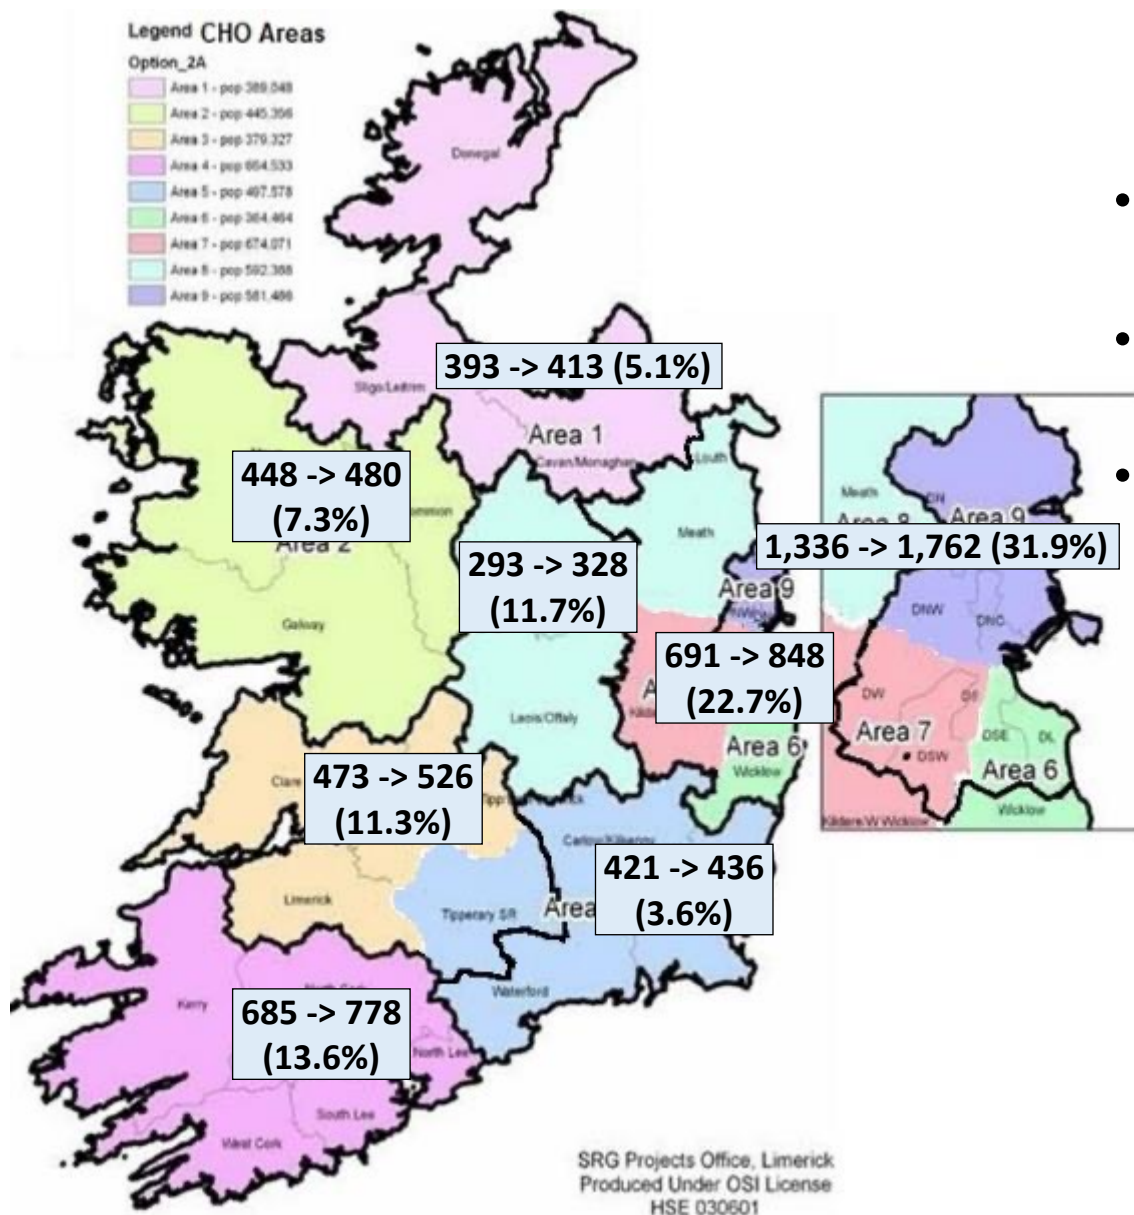 Legend CHO Areas
Option_2A
Area 1 - pop 389,048
Area 2 - pop 445,356
Area 3 - pop 379,327
Area 4 - pop 664,533
Area 5 - pop 497,578
Area 6 - pop 364,464
Area 7 - pop 674,071
Area 8 - pop 592,388
Area 9 - pop 581,486
Donegal
393 -> 413 (5.1%)
Sligo/Leitrim
Area 1
Cavan/Monaghan
Louth
448 -> 480
(7.3%)
Area 2
Galway
Meath
293 -> 328
(11.7%)
Area 9
Laois/Offaly
691 -> 848
(22.7%)
Area 6
Wicklow
Meath
Area 8
DN
Area 9
1,336 -> 1,762 (31.9%)
DNW
DNC
DW
Area 7
DSW
DSE
DL
Area 6
Kildare/W.Wicklow
Wicklow
Clare
473 -> 526
(11.3%)
Limerick
Carlow/Kilkenny
421 -> 436
(3.6%)
Tipperary SR
Area
Waterford
Kerry
685 -> 778
(13.6%)
North Lee
South Lee
West Cork
SRG Projects Office, Limerick
Produced Under OSI License
HSE 030601